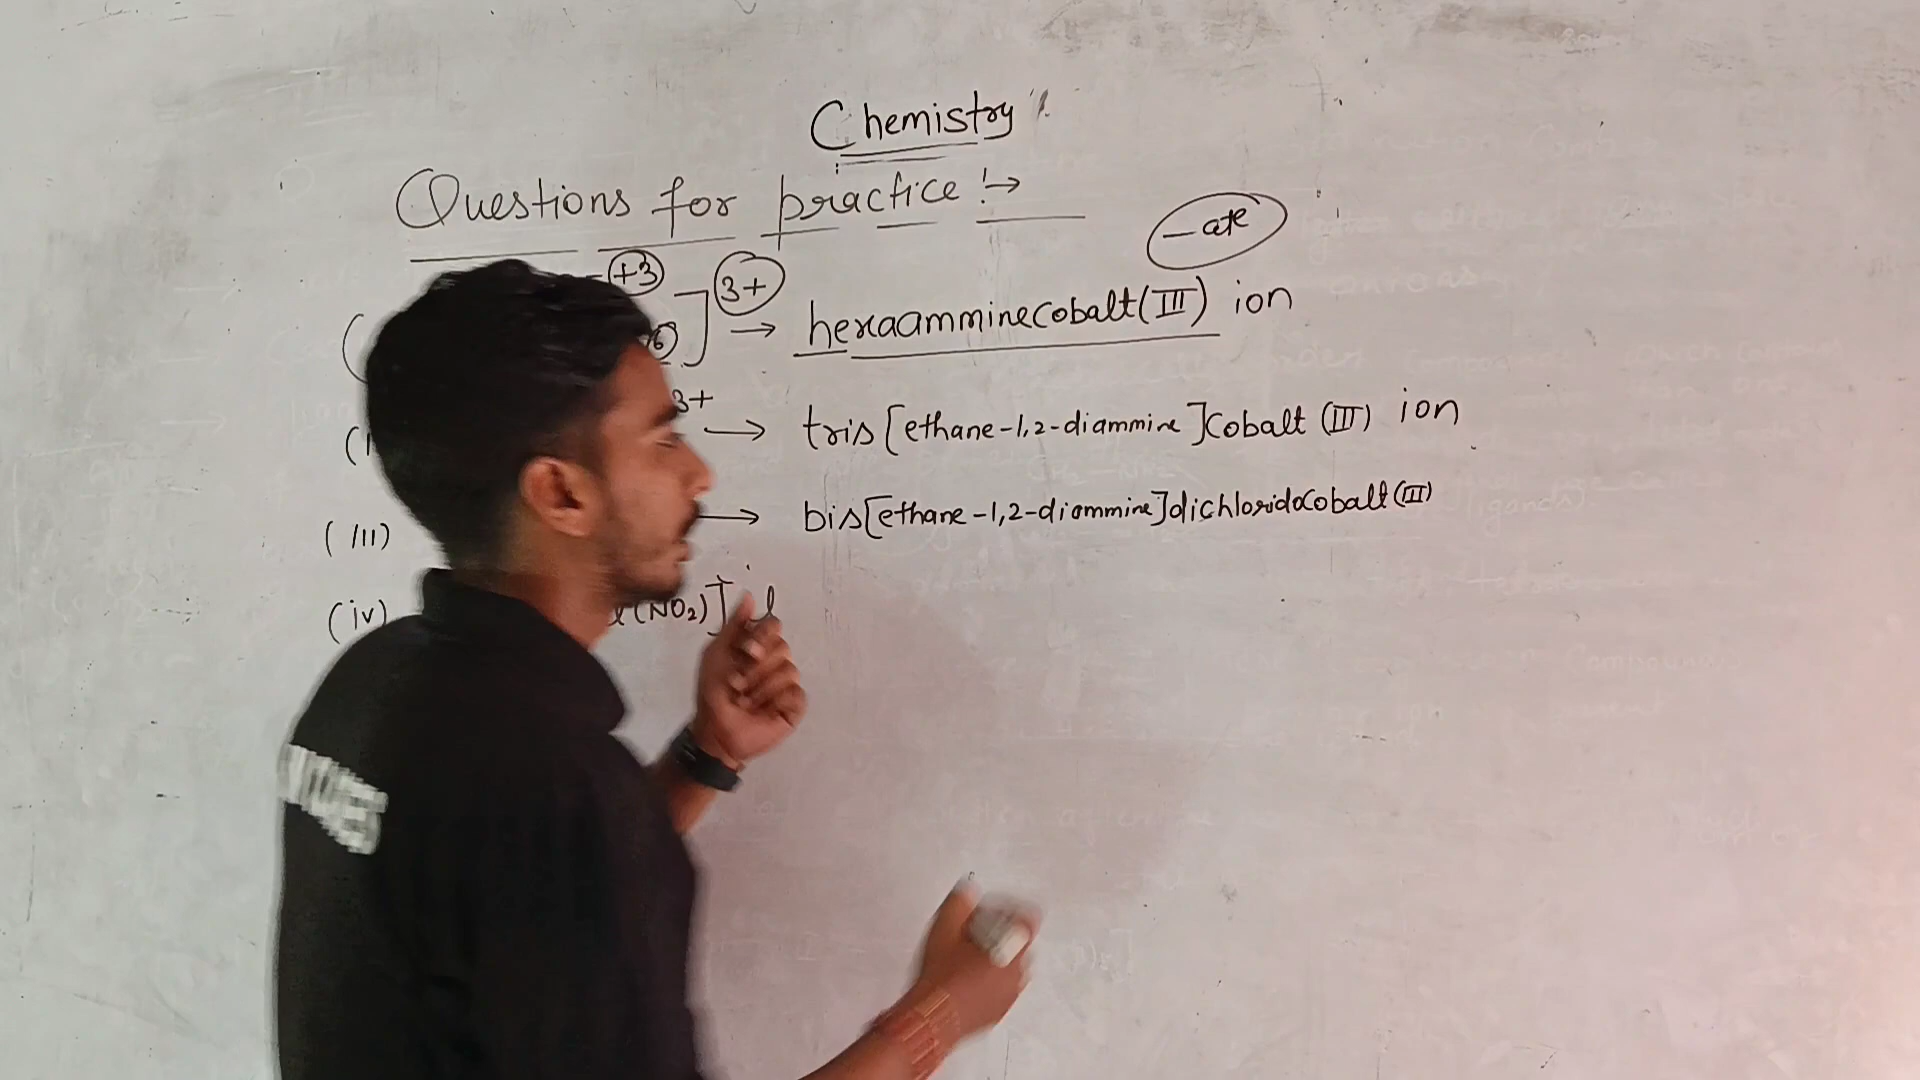 Chemistry
Questions for practice :→
-ate
+3
6] 3+ → hexaamminecobalt(III) ion
3+ → tris[ethane-1,2-diammine]cobalt (III) ion
(III) → bis[ethane-1,2-diammine]dichloridocobalt(III)
(iv) (NO₂)]